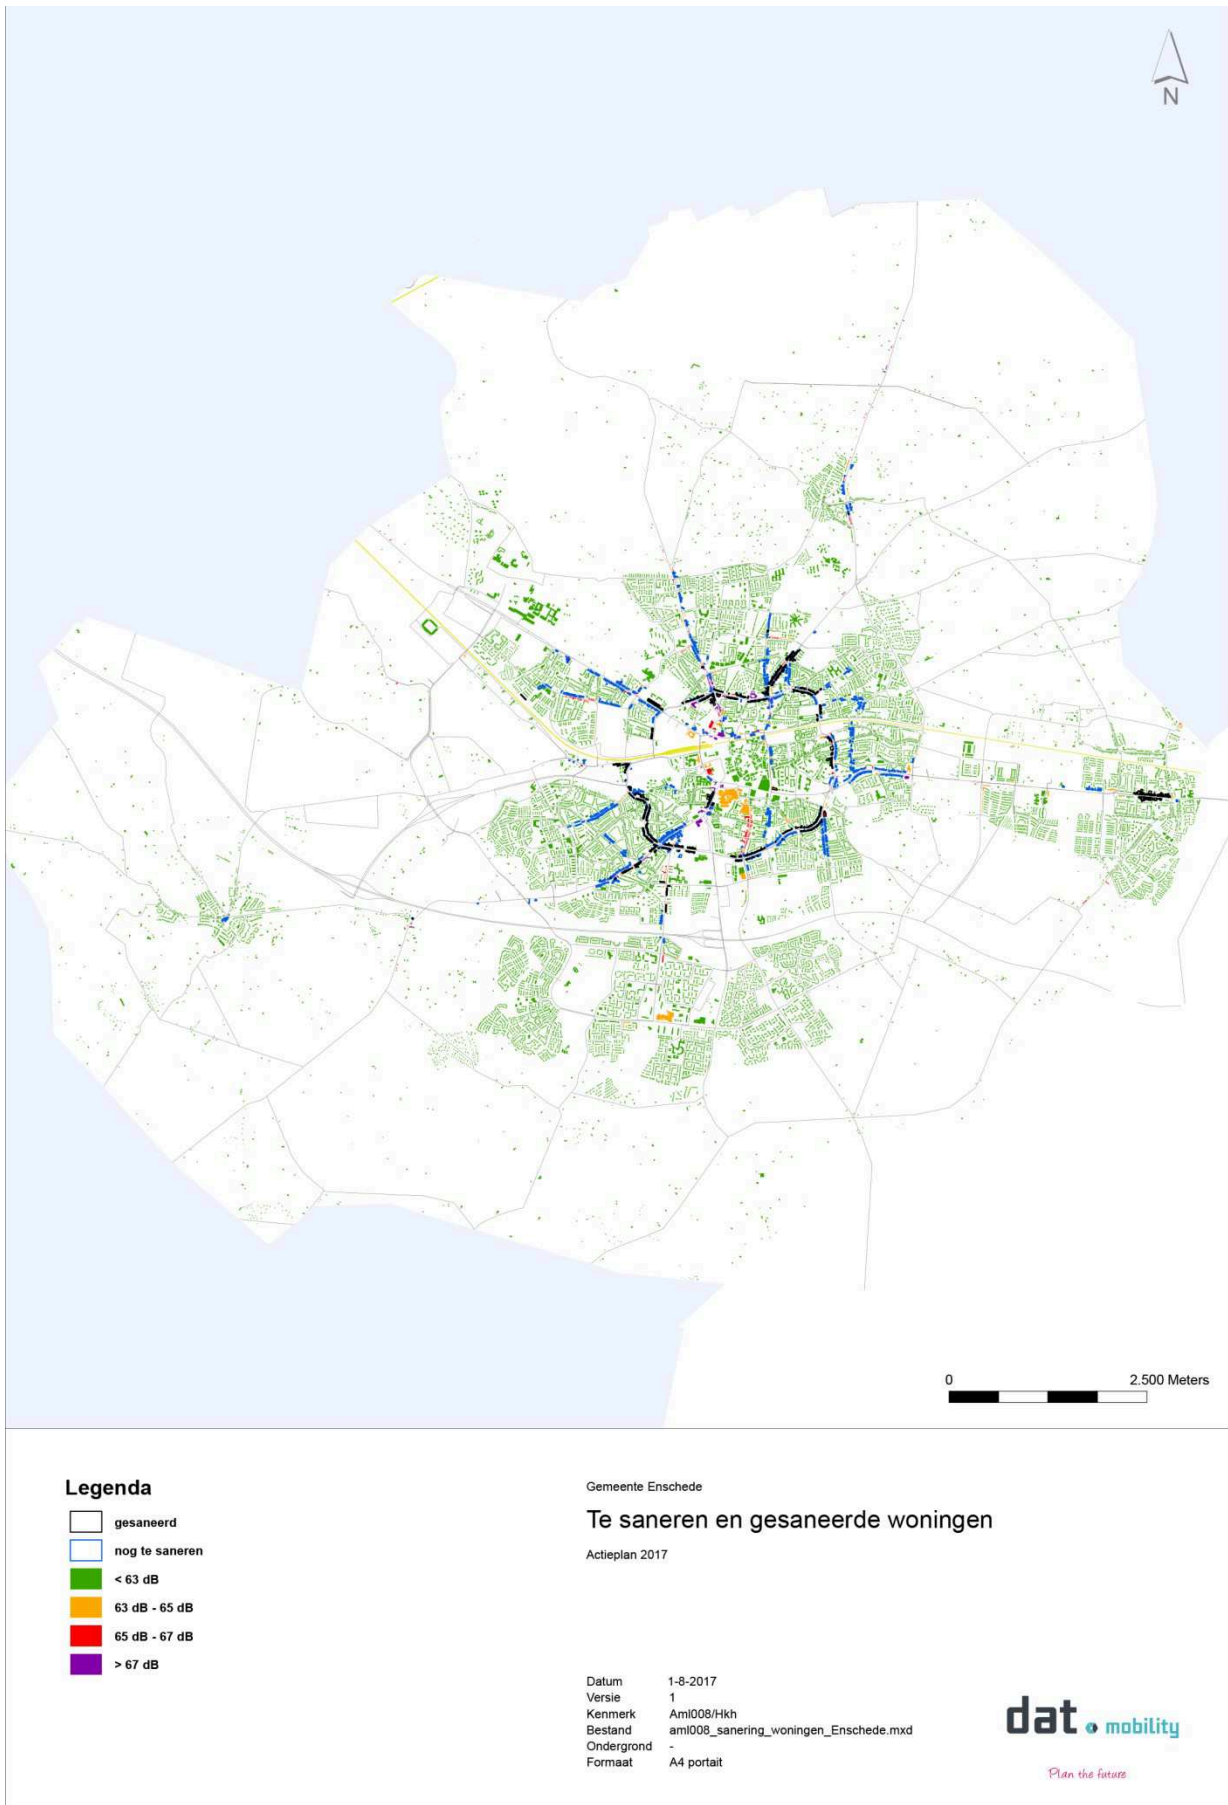 N
0 2.500 Meters
Legenda
gesaneerd
nog te saneren
< 63 dB
63 dB - 65 dB
65 dB - 67 dB
> 67 dB
Gemeente Enschede
Te saneren en gesaneerde woningen
Actieplan 2017
Datum 1-8-2017
Versie 1
Kenmerk Aml008/Hkh
Bestand aml008_sanering_woningen_Enschede.mxd
Ondergrond -
Formaat A4 portait
dat mobility
Plan the future